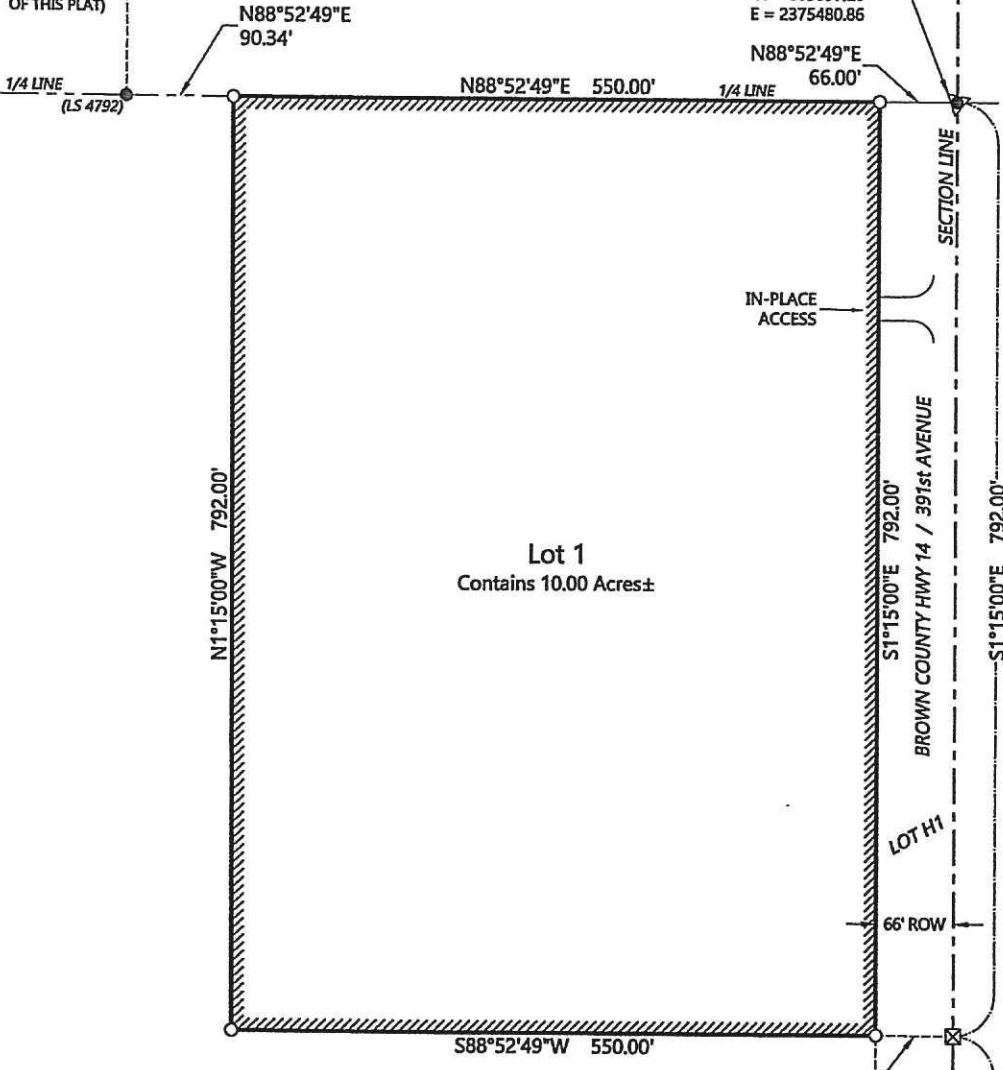 OF THIS PLAT)
N88°52'49"E
90.34'
E = 2375480.86
N88°52'49"E
66.00'
1/4 LINE
(LS 4792)
N88°52'49"E 550.00'
1/4 LINE
SECTION LINE
IN-PLACE
ACCESS
N1°15'00"W 792.00'
Lot 1
Contains 10.00 Acres±
S1°15'00"E 792.00'
BROWN COUNTY HWY 14 / 391st AVENUE
S1°15'00"E 792.00'
LOT H1
66' ROW
S88°52'49"W 550.00'